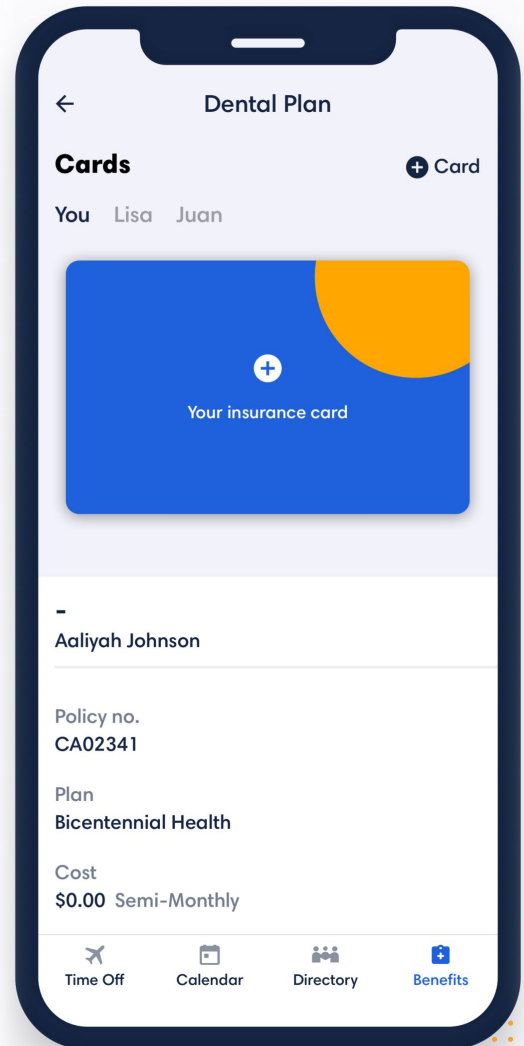 Dental Plan
Cards
Card
You Lisa Juan
Your insurance card
-
Aaliyah Johnson
Policy no.
CA02341
Plan
Bicentennial Health
Cost
$0.00 Semi-Monthly
Time Off Calendar Directory Benefits